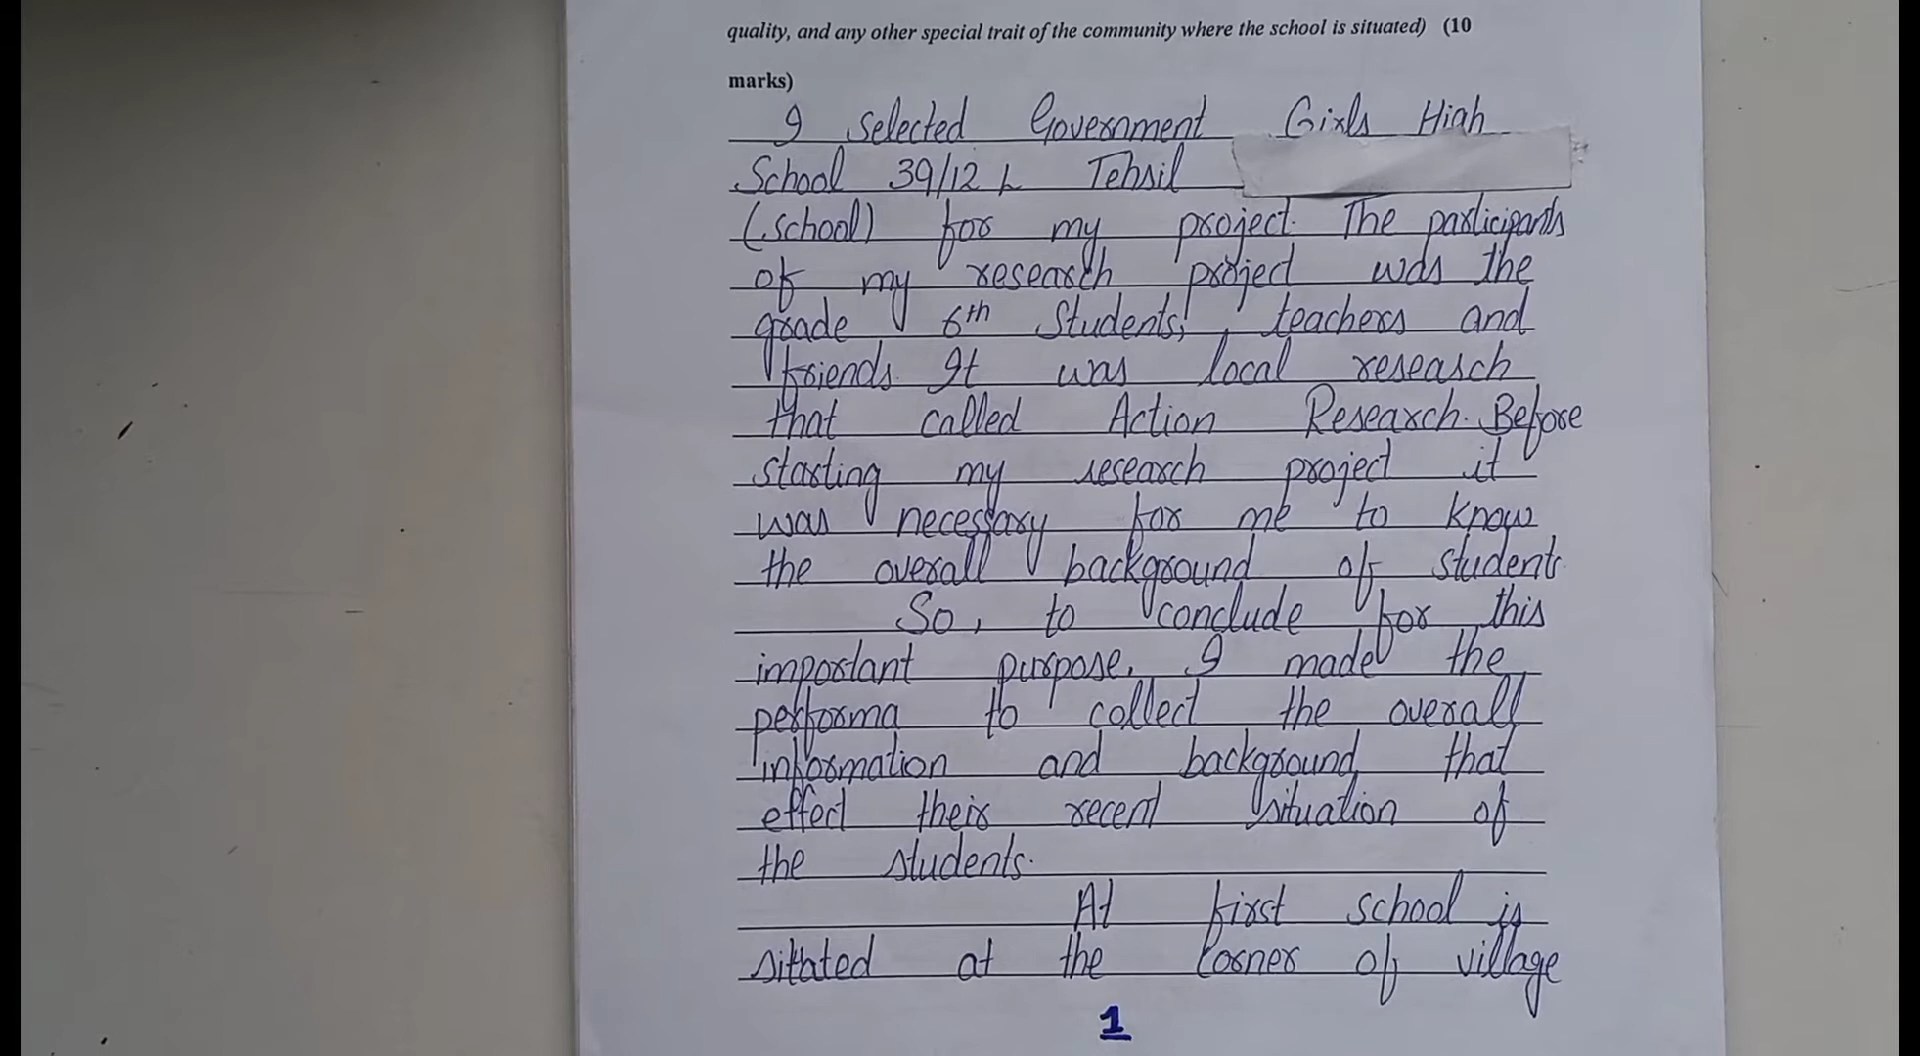 quality, and any other special trait of the community where the school is situated) (10
marks)
I selected Government Girls High
School 39/12 L Tehsil
(school) for my project. The participants
of my research project was the
grade 6th Students, teachers and
friends. It was local research
that called Action Research. Before
starting my research project it
was necessary for me to know
the overall background of students
So, to conclude for this
important purpose, I made the
performa to collect the overall
information and background that
effect their recent situation of
the students.
At first school is
sitated at the corner of village
1